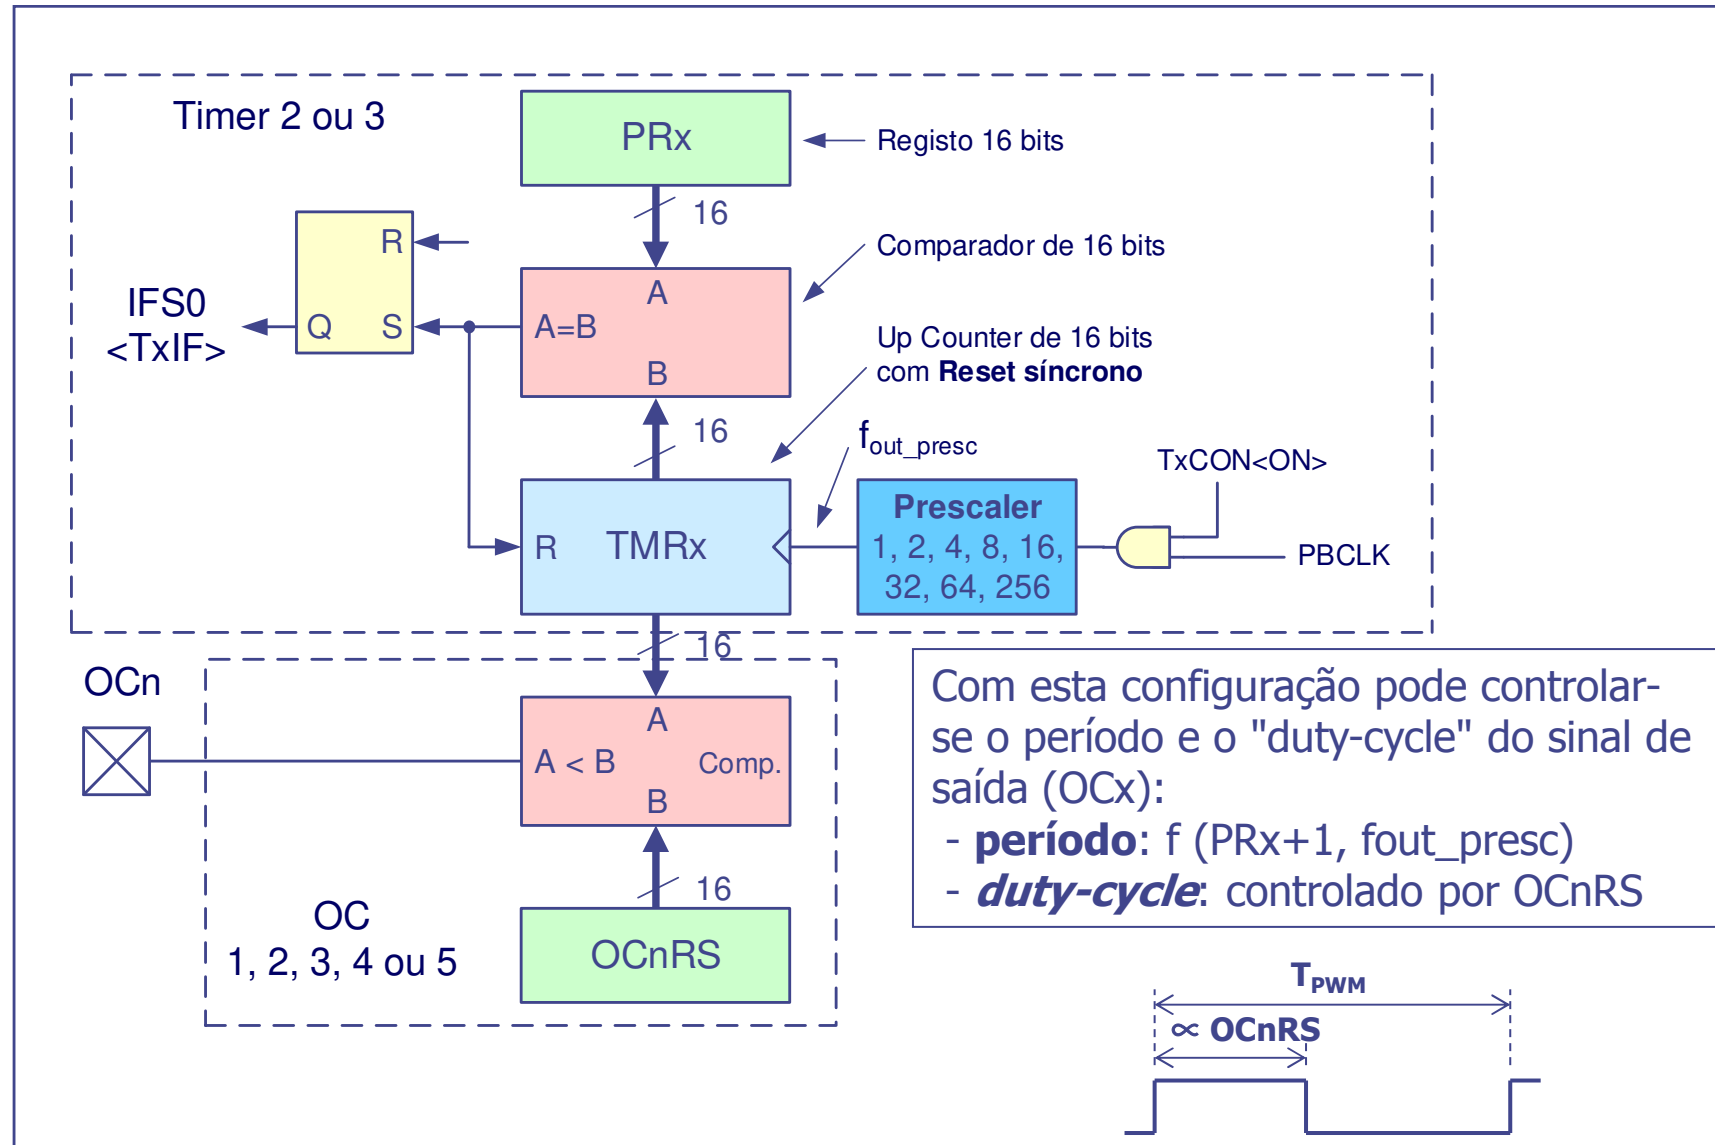 Timer 2 ou 3
PRx
Registo 16 bits
16
R
Comparador de 16 bits
A
IFS0
<TxIF>
Q
S
A=B
B
Up Counter de 16 bits
com Reset síncrono
16
fout_presc
TxCON<ON>
R
TMRx
Prescaler
1, 2, 4, 8, 16,
32, 64, 256
PBCLK
16
OCn
A
A < B
Comp.
B
16
OC
1, 2, 3, 4 ou 5
OCnRS
Com esta configuração pode controlar-
se o período e o "duty-cycle" do sinal de
saída (OCx):
- período: f (PRx+1, fout_presc)
- duty-cycle: controlado por OCnRS
TPWM
∝ OCnRS